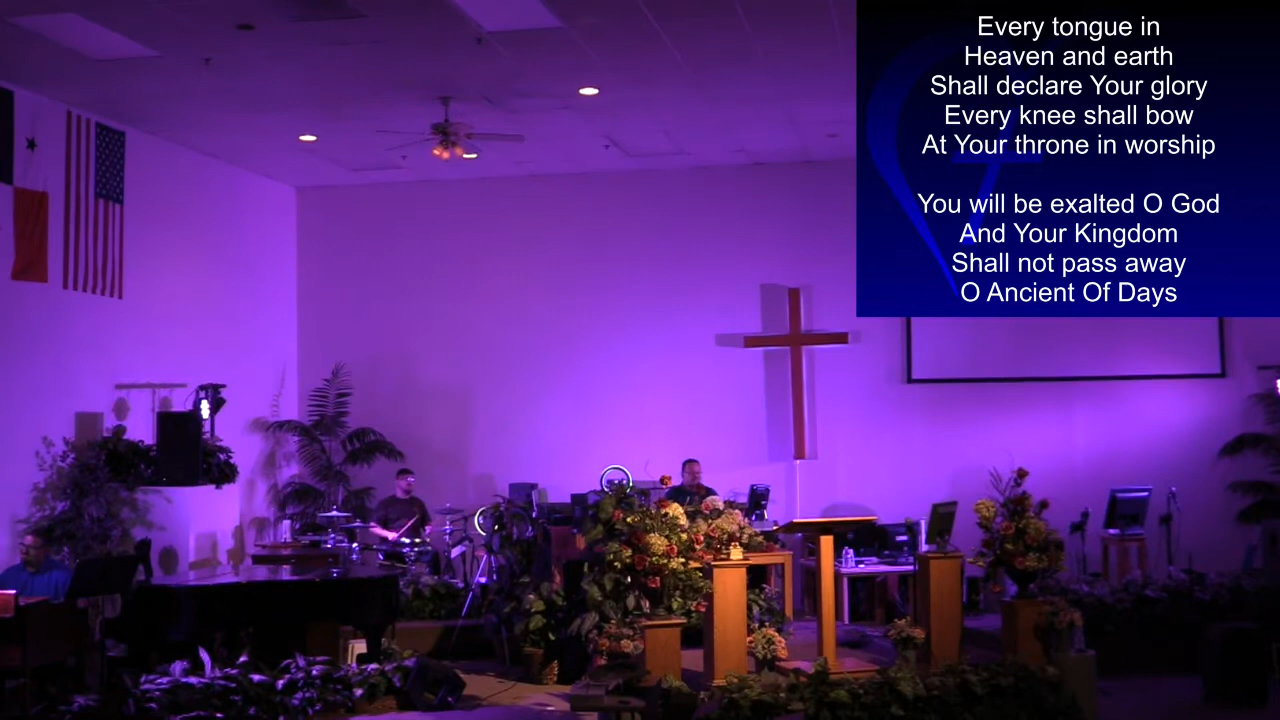 Every tongue in
Heaven and earth
Shall declare Your glory
Every knee shall bow
At Your throne in worship
You will be exalted O God
And Your Kingdom
Shall not pass away
O Ancient Of Days